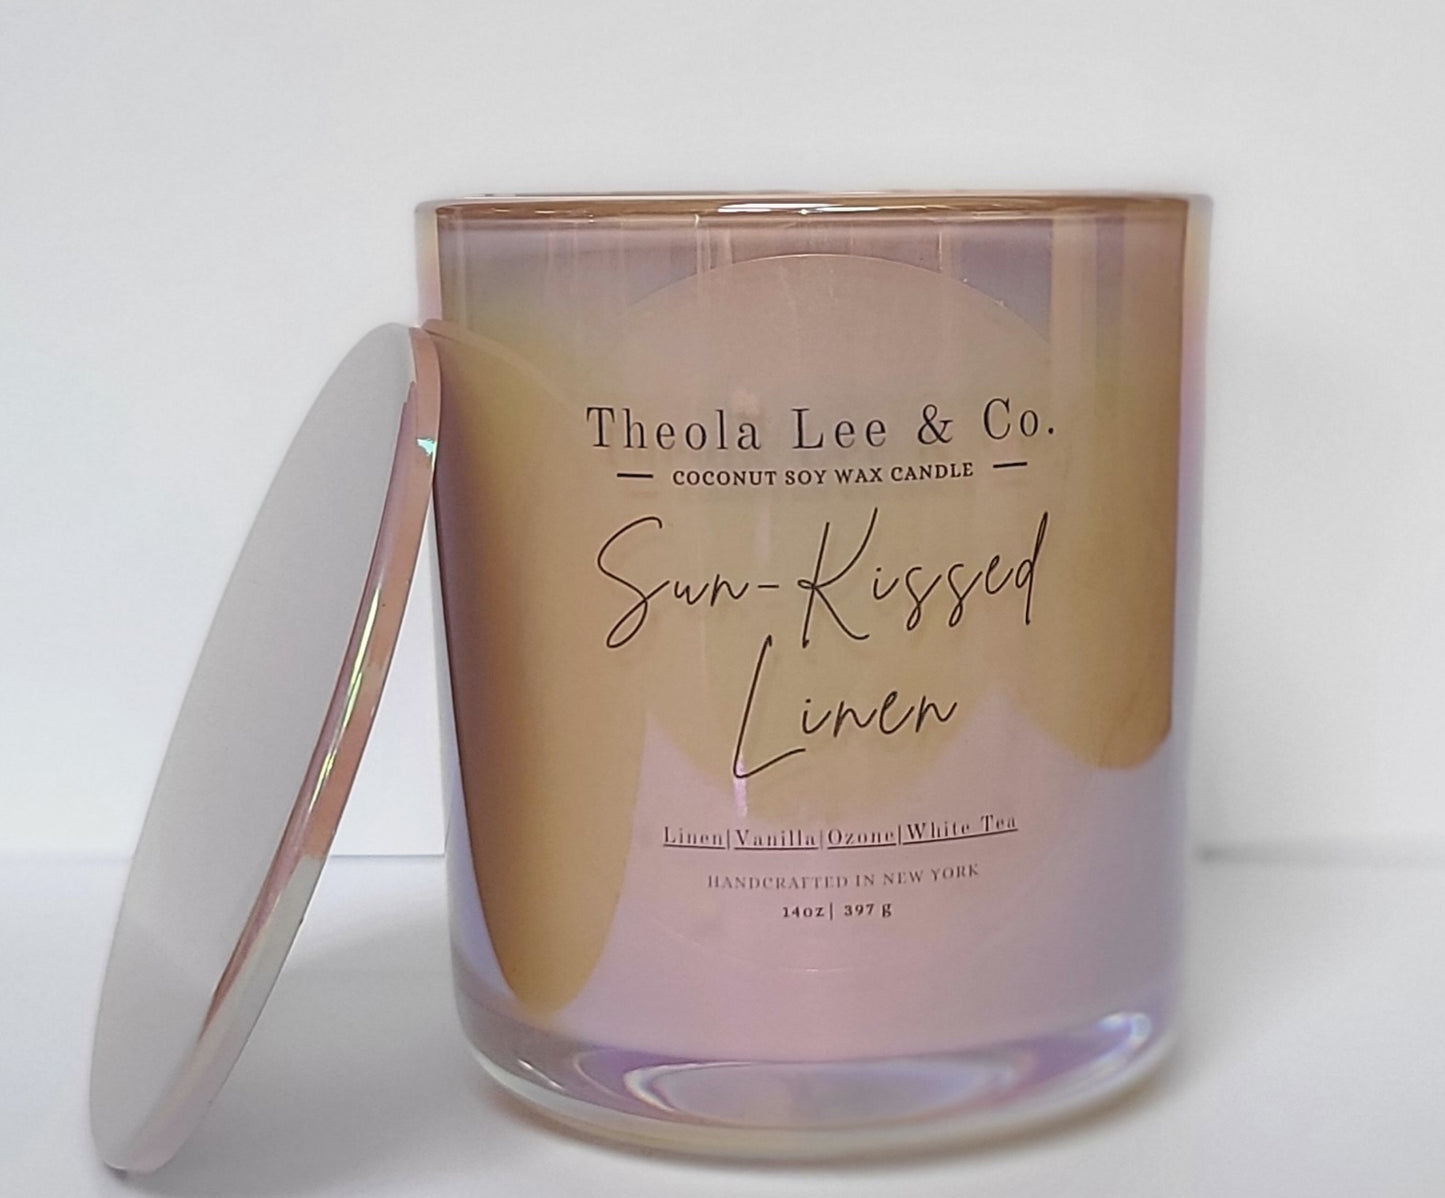 Theola Lee & Co.
COCONUT SOY WAX CANDLE
Sun-Kissed
Linen
Linen|Vanilla|Ozone|White Tea
HANDCRAFTED IN NEW YORK
14oz| 397 g